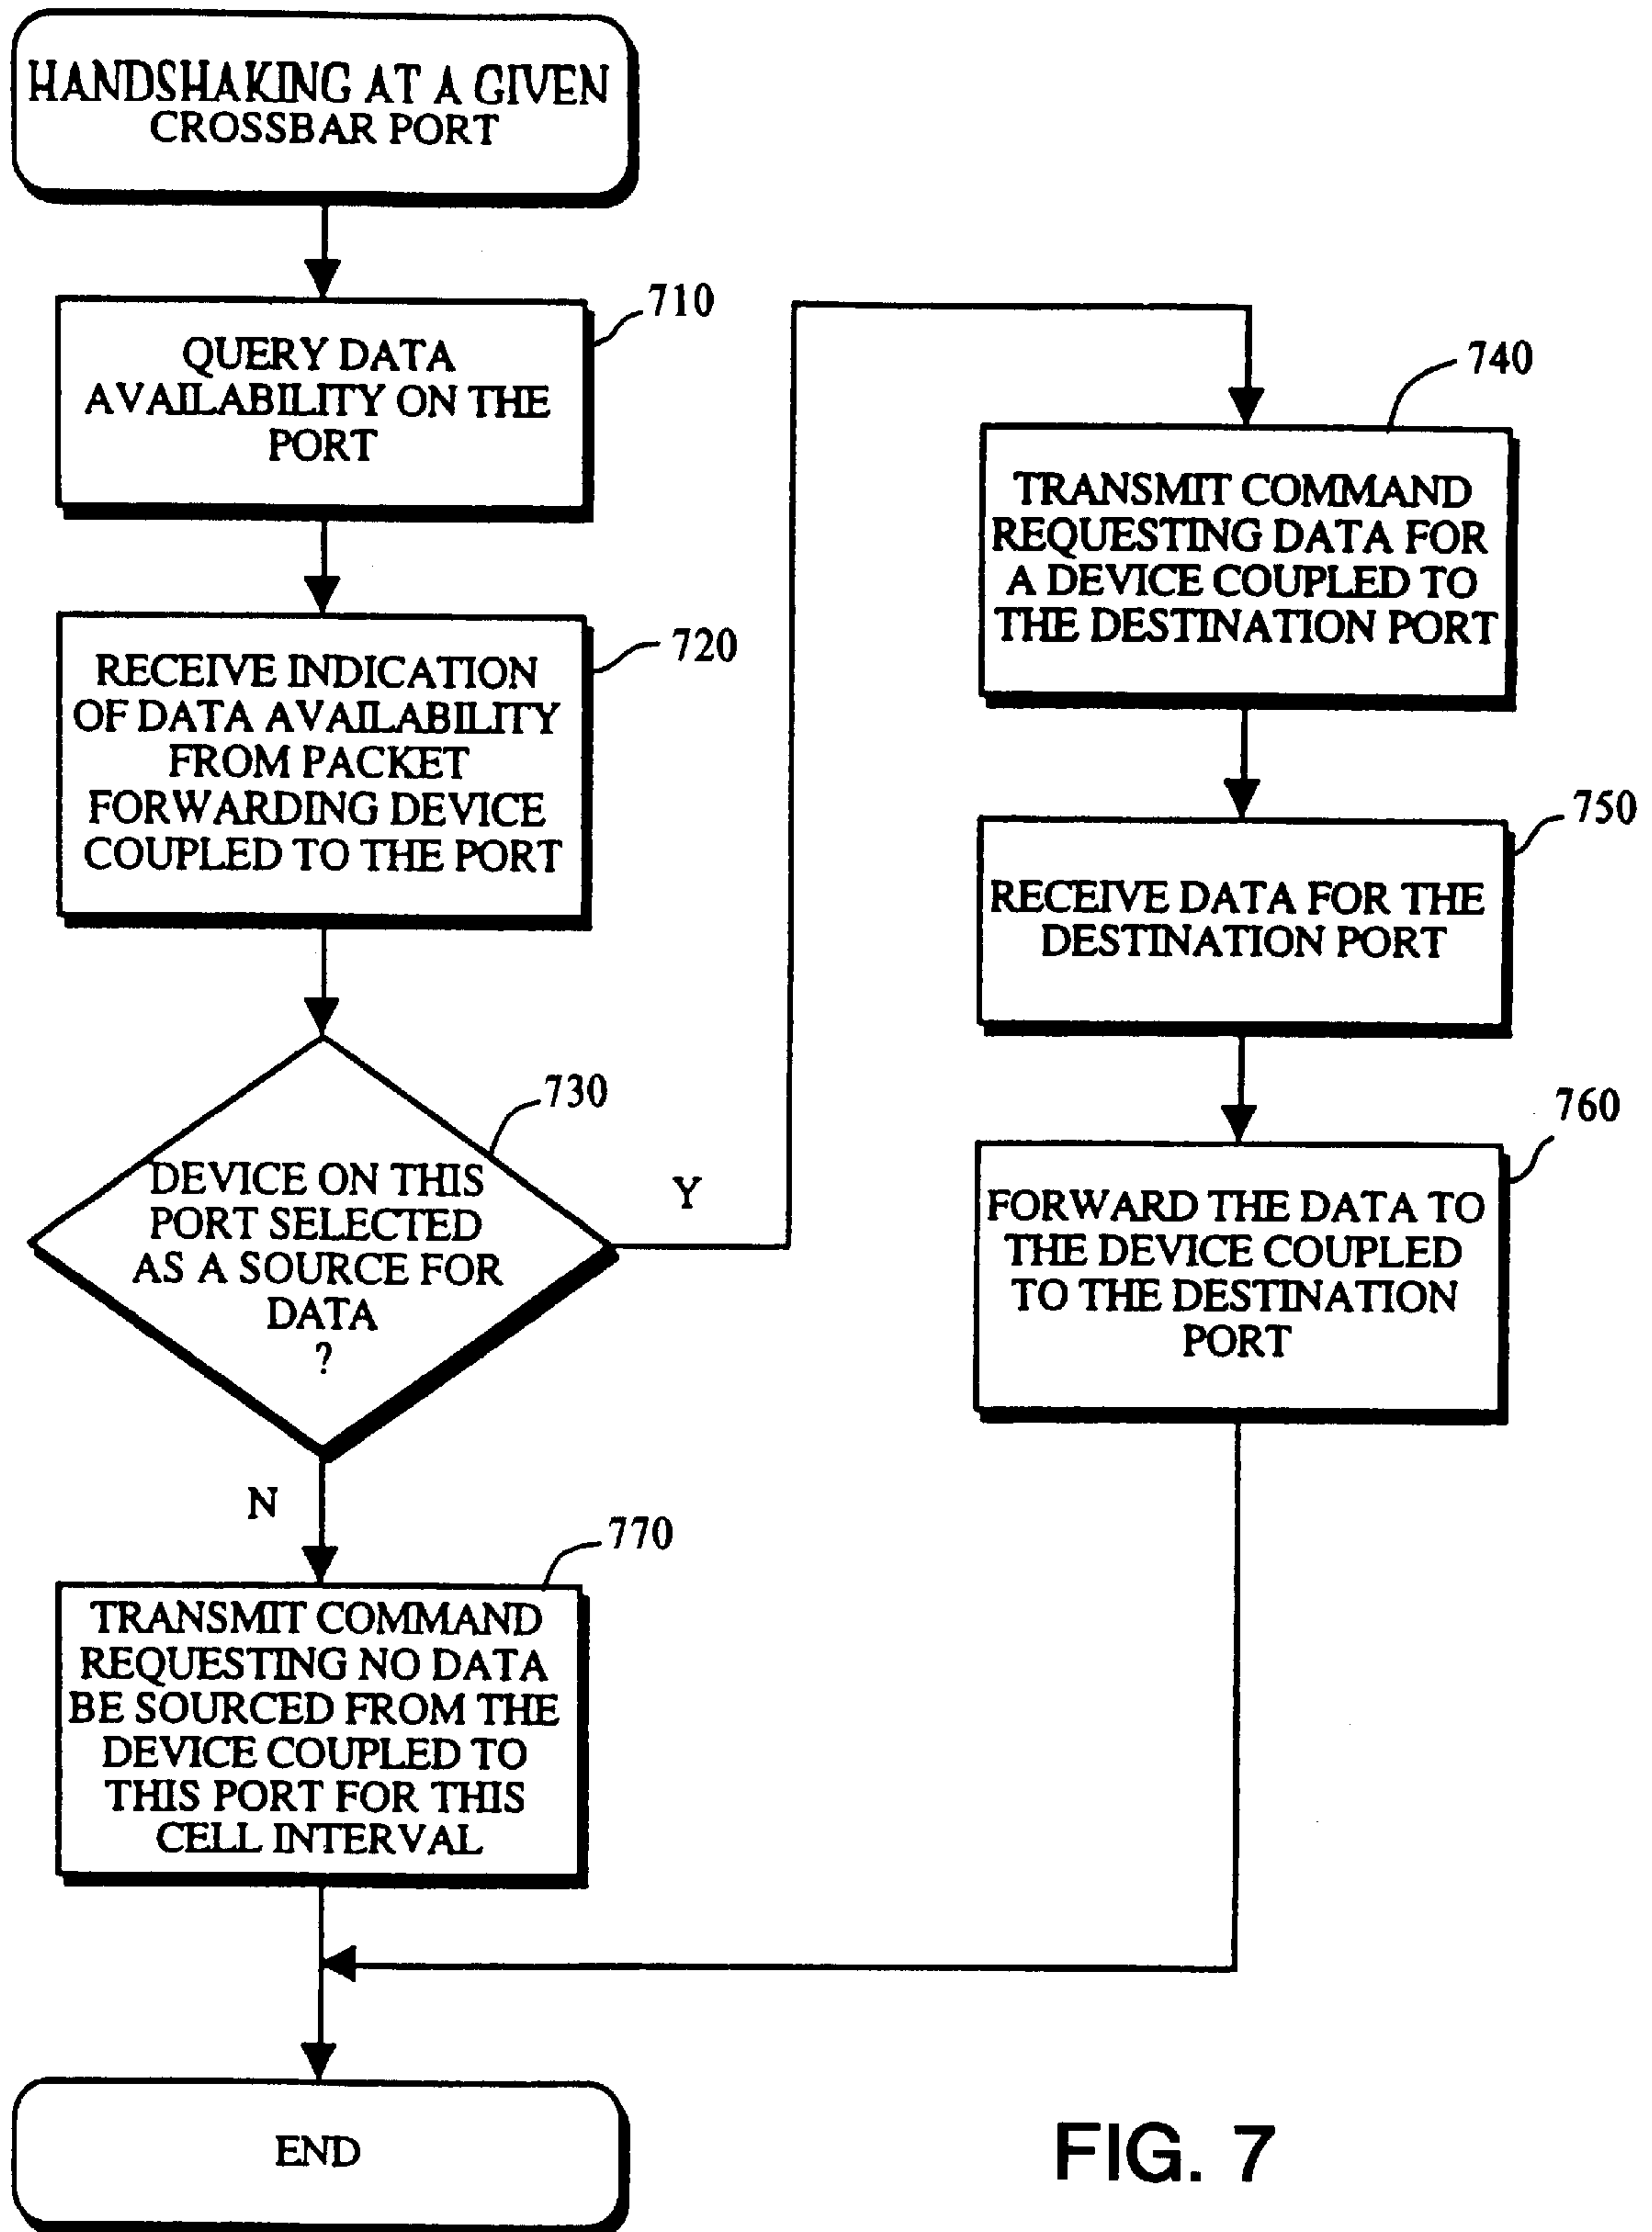 HANDSHAKING AT A GIVEN
CROSSBAR PORT
710
QUERY DATA
AVAILABILITY ON THE
PORT
720
RECEIVE INDICATION
OF DATA AVAILABILITY
FROM PACKET
FORWARDING DEVICE
COUPLED TO THE PORT
730
DEVICE ON THIS
PORT SELECTED
AS A SOURCE FOR
DATA
?
Y
N
740
TRANSMIT COMMAND
REQUESTING DATA FOR
A DEVICE COUPLED TO
THE DESTINATION PORT
750
RECEIVE DATA FOR THE
DESTINATION PORT
760
FORWARD THE DATA TO
THE DEVICE COUPLED
TO THE DESTINATION
PORT
770
TRANSMIT COMMAND
REQUESTING NO DATA
BE SOURCED FROM THE
DEVICE COUPLED TO
THIS PORT FOR THIS
CELL INTERVAL
END
FIG. 7